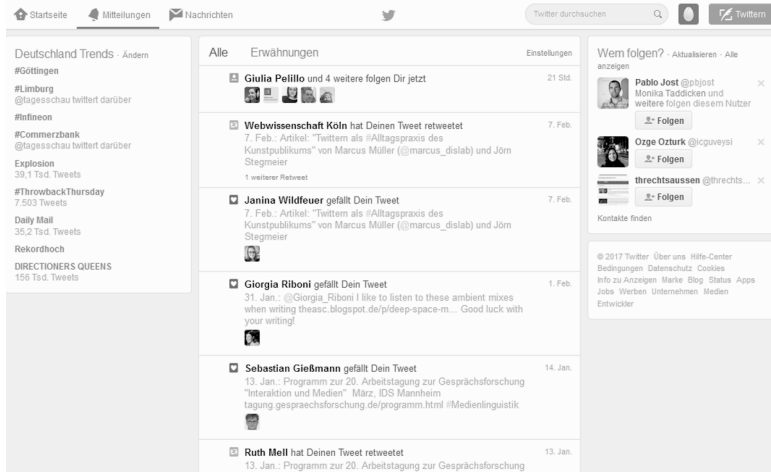 Startseite Mitteilungen Nachrichten Twitter durchsuchen Twittern
Deutschland Trends · Ändern
#Göttingen
#Limburg
@tagesschau twittert darüber
#Infineon
#Commerzbank
@tagesschau twittert darüber
Explosion
39,1 Tsd. Tweets
#ThrowbackThursday
7.503 Tweets
Daily Mail
35,2 Tsd. Tweets
Rekordhoch
DIRECTIONERS QUEENS
156 Tsd. Tweets
Alle Erwähnungen Einstellungen
Giulia Pelillo und 4 weitere folgen Dir jetzt 21 Std.
Webwissenschaft Köln hat Deinen Tweet retweetet 7. Feb.
7. Feb.: Artikel: "Twittern als #Alltagspraxis des
Kunstpublikums" von Marcus Müller (@marcus_dislab) und Jörn
Stegmeier
1 weiterer Retweet
Janina Wildfeuer gefällt Dein Tweet 7. Feb.
7. Feb.: Artikel: "Twittern als #Alltagspraxis des
Kunstpublikums" von Marcus Müller (@marcus_dislab) und Jörn
Stegmeier
Giorgia Riboni gefällt Dein Tweet 1. Feb.
31. Jan.: @Giorgia_Riboni I like to listen to these ambient mixes
when writing theasc.blogspot.de/p/deep-space-m... Good luck with
your writing!
Sebastian Gießmann gefällt Dein Tweet 14. Jan.
13. Jan.: Programm zur 20. Arbeitstagung zur Gesprächsforschung
"Interaktion und Medien" März, IDS Mannheim
tagung.gespraechsforschung.de/programm.html #Medienlinguistik
Ruth Mell hat Deinen Tweet retweetet 13. Jan.
13. Jan.: Programm zur 20. Arbeitstagung zur Gesprächsforschung
Wem folgen? · Aktualisieren · Alle
anzeigen
Pablo Jost @pbjost
Monika Taddicken und
weitere folgen diesem Nutzer
Folgen
Ozge Ozturk @icguveysi
Folgen
threchtsaussen @threchts...
Folgen
Kontakte finden
© 2017 Twitter Über uns Hilfe-Center
Bedingungen Datenschutz Cookies
Info zu Anzeigen Marke Blog Status Apps
Jobs Werben Unternehmen Medien
Entwickler